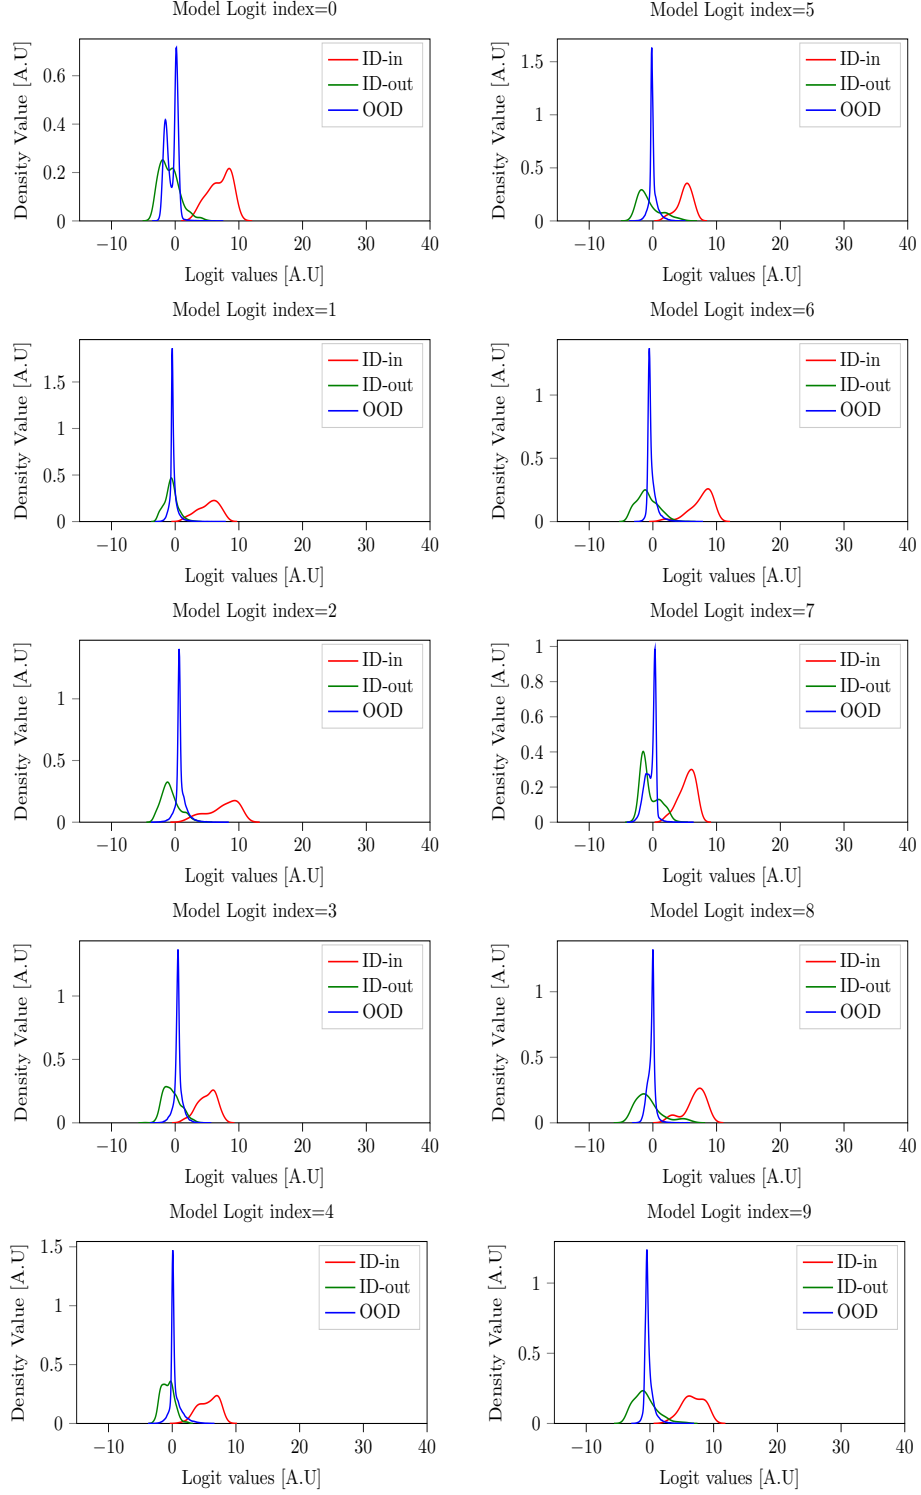 Model Logit index=0
Density Value [A.U]
0.6
0.4
0.2
0
ID-in
ID-out
OOD
−10 0 10 20 30 40
Logit values [A.U]
Model Logit index=5
Density Value [A.U]
1.5
1
0.5
0
ID-in
ID-out
OOD
−10 0 10 20 30 40
Logit values [A.U]
Model Logit index=1
Density Value [A.U]
1.5
1
0.5
0
ID-in
ID-out
OOD
−10 0 10 20 30 40
Logit values [A.U]
Model Logit index=6
Density Value [A.U]
1
0.5
0
ID-in
ID-out
OOD
−10 0 10 20 30 40
Logit values [A.U]
Model Logit index=2
Density Value [A.U]
1
0.5
0
ID-in
ID-out
OOD
−10 0 10 20 30 40
Logit values [A.U]
Model Logit index=7
Density Value [A.U]
1
0.8
0.6
0.4
0.2
0
ID-in
ID-out
OOD
−10 0 10 20 30 40
Logit values [A.U]
Model Logit index=3
Density Value [A.U]
1
0.5
0
ID-in
ID-out
OOD
−10 0 10 20 30 40
Logit values [A.U]
Model Logit index=8
Density Value [A.U]
1
0.5
0
ID-in
ID-out
OOD
−10 0 10 20 30 40
Logit values [A.U]
Model Logit index=4
Density Value [A.U]
1.5
1
0.5
0
ID-in
ID-out
OOD
−10 0 10 20 30 40
Logit values [A.U]
Model Logit index=9
Density Value [A.U]
1
0.5
0
ID-in
ID-out
OOD
−10 0 10 20 30 40
Logit values [A.U]